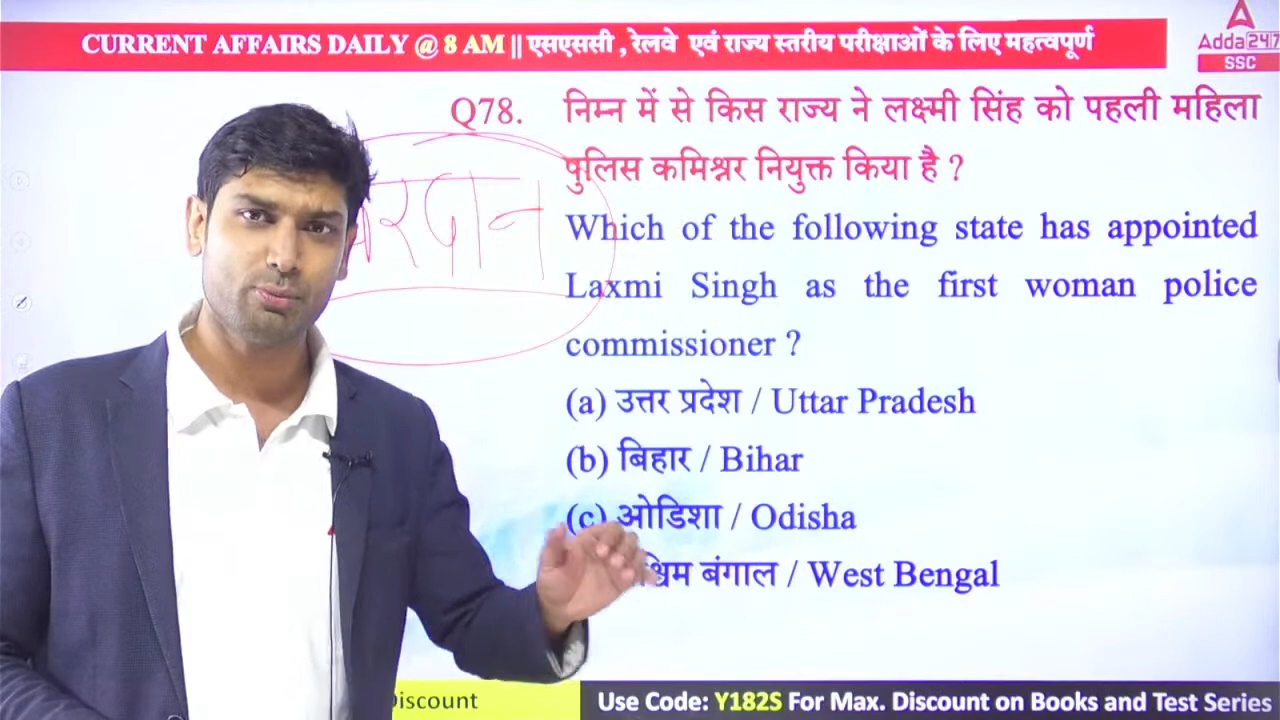 CURRENT AFFAIRS DAILY @ 8 AM || एसएससी , रेलवे एवं राज्य स्तरीय परीक्षाओं के लिए महत्वपूर्ण
Adda247
SSC
Q78. निम्न में से किस राज्य ने लक्ष्मी सिंह को पहली महिला
पुलिस कमिश्नर नियुक्त किया है ?
Which of the following state has appointed
Laxmi Singh as the first woman police
commissioner ?
(a) उत्तर प्रदेश / Uttar Pradesh
(b) बिहार / Bihar
(c) ओडिशा / Odisha
बंगाल / West Bengal
Discount
Use Code: Y182S For Max. Discount on Books and Test Series